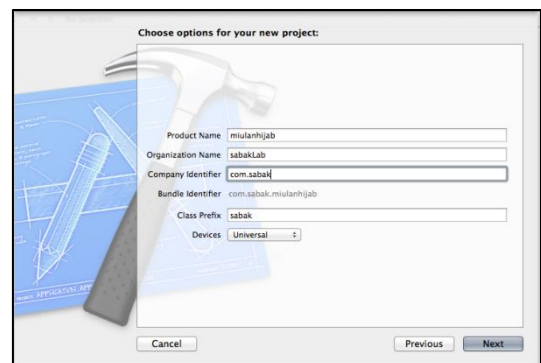 Choose options for your new project:
Product Name miulanhijab
Organization Name sabakLab
Company Identifier com.sabak
Bundle Identifier com.sabak.miulanhijab
Class Prefix sabak
Devices Universal
Cancel Previous Next